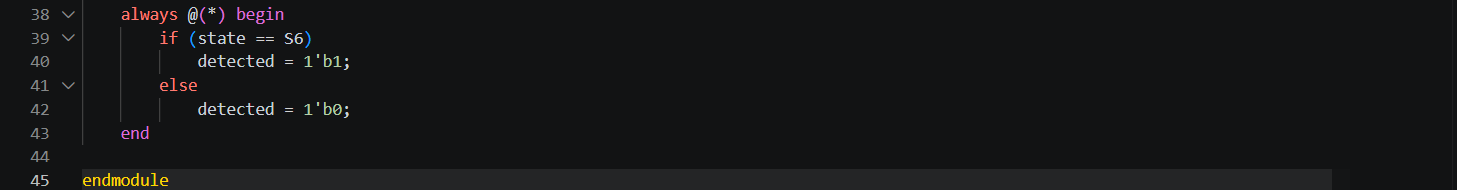 38 always @(*) begin
39 if (state == S6)
40 detected = 1'b1;
41 else
42 detected = 1'b0;
43 end
44
45 endmodule